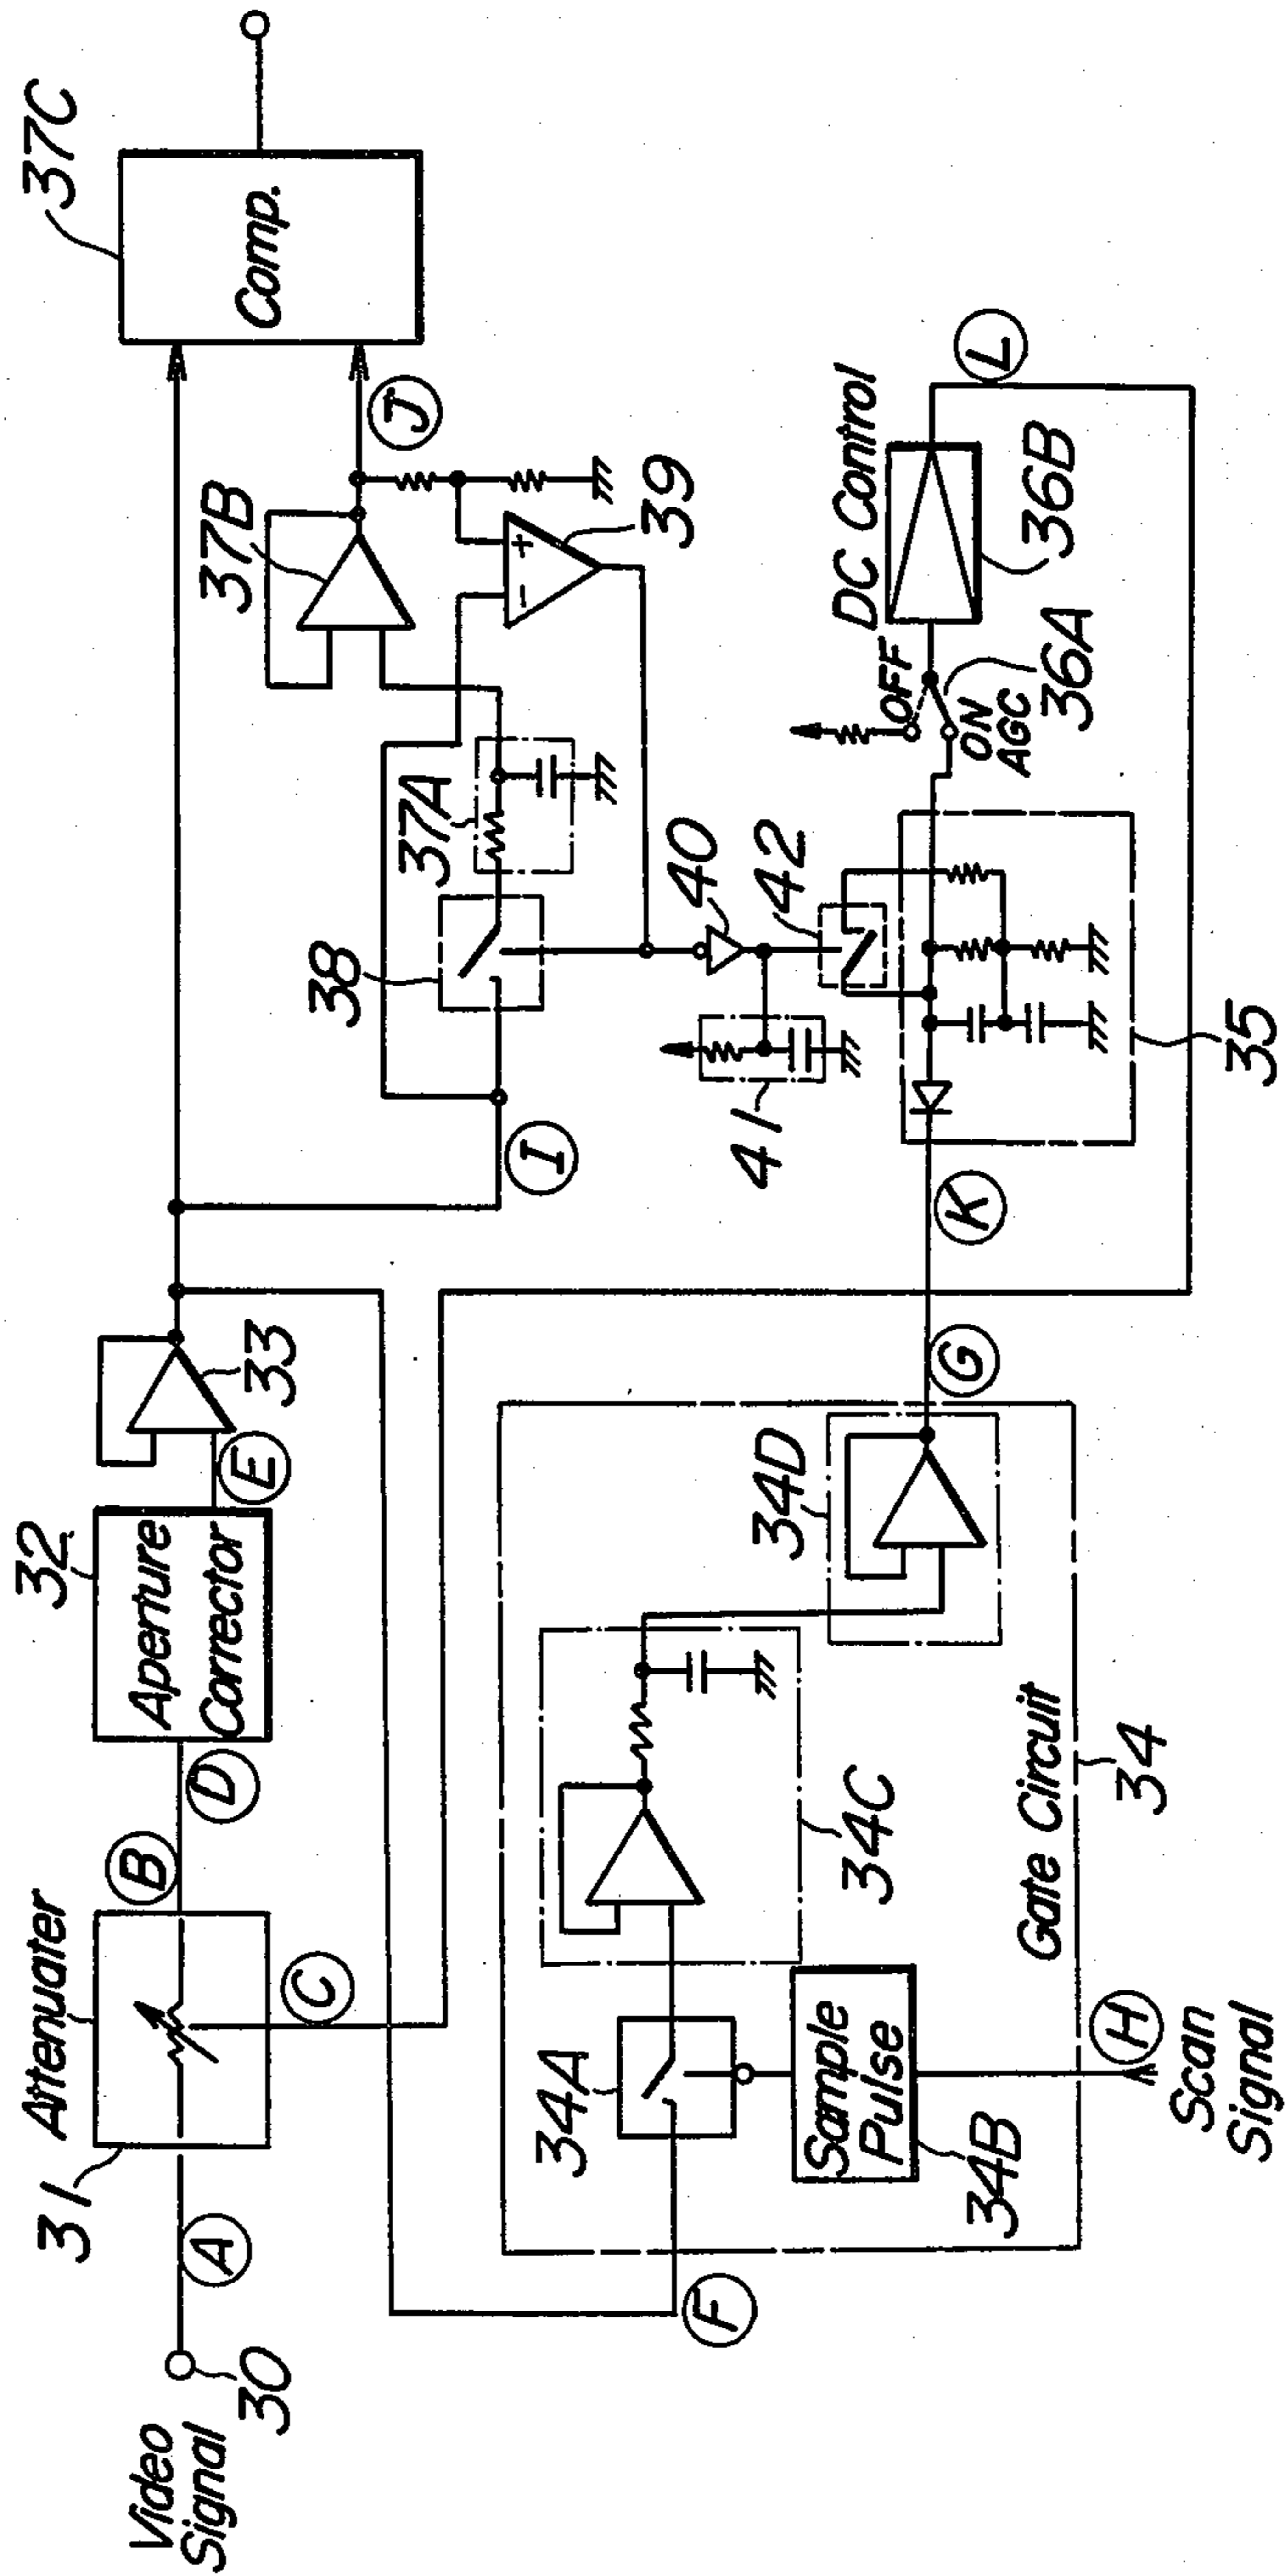 Video
Signal
30
A
31
Attenuater
B
C
D
32
Aperture
Corrector
E
33
37C
Comp.
37B
J
39
38
37A
I
40
41
42
35
K
OFF
ON
AGC
36A
DC Control
36B
L
F
34A
Sample
Pulse
34B
34C
34D
G
Gate Circuit
34
H
Scan
Signal